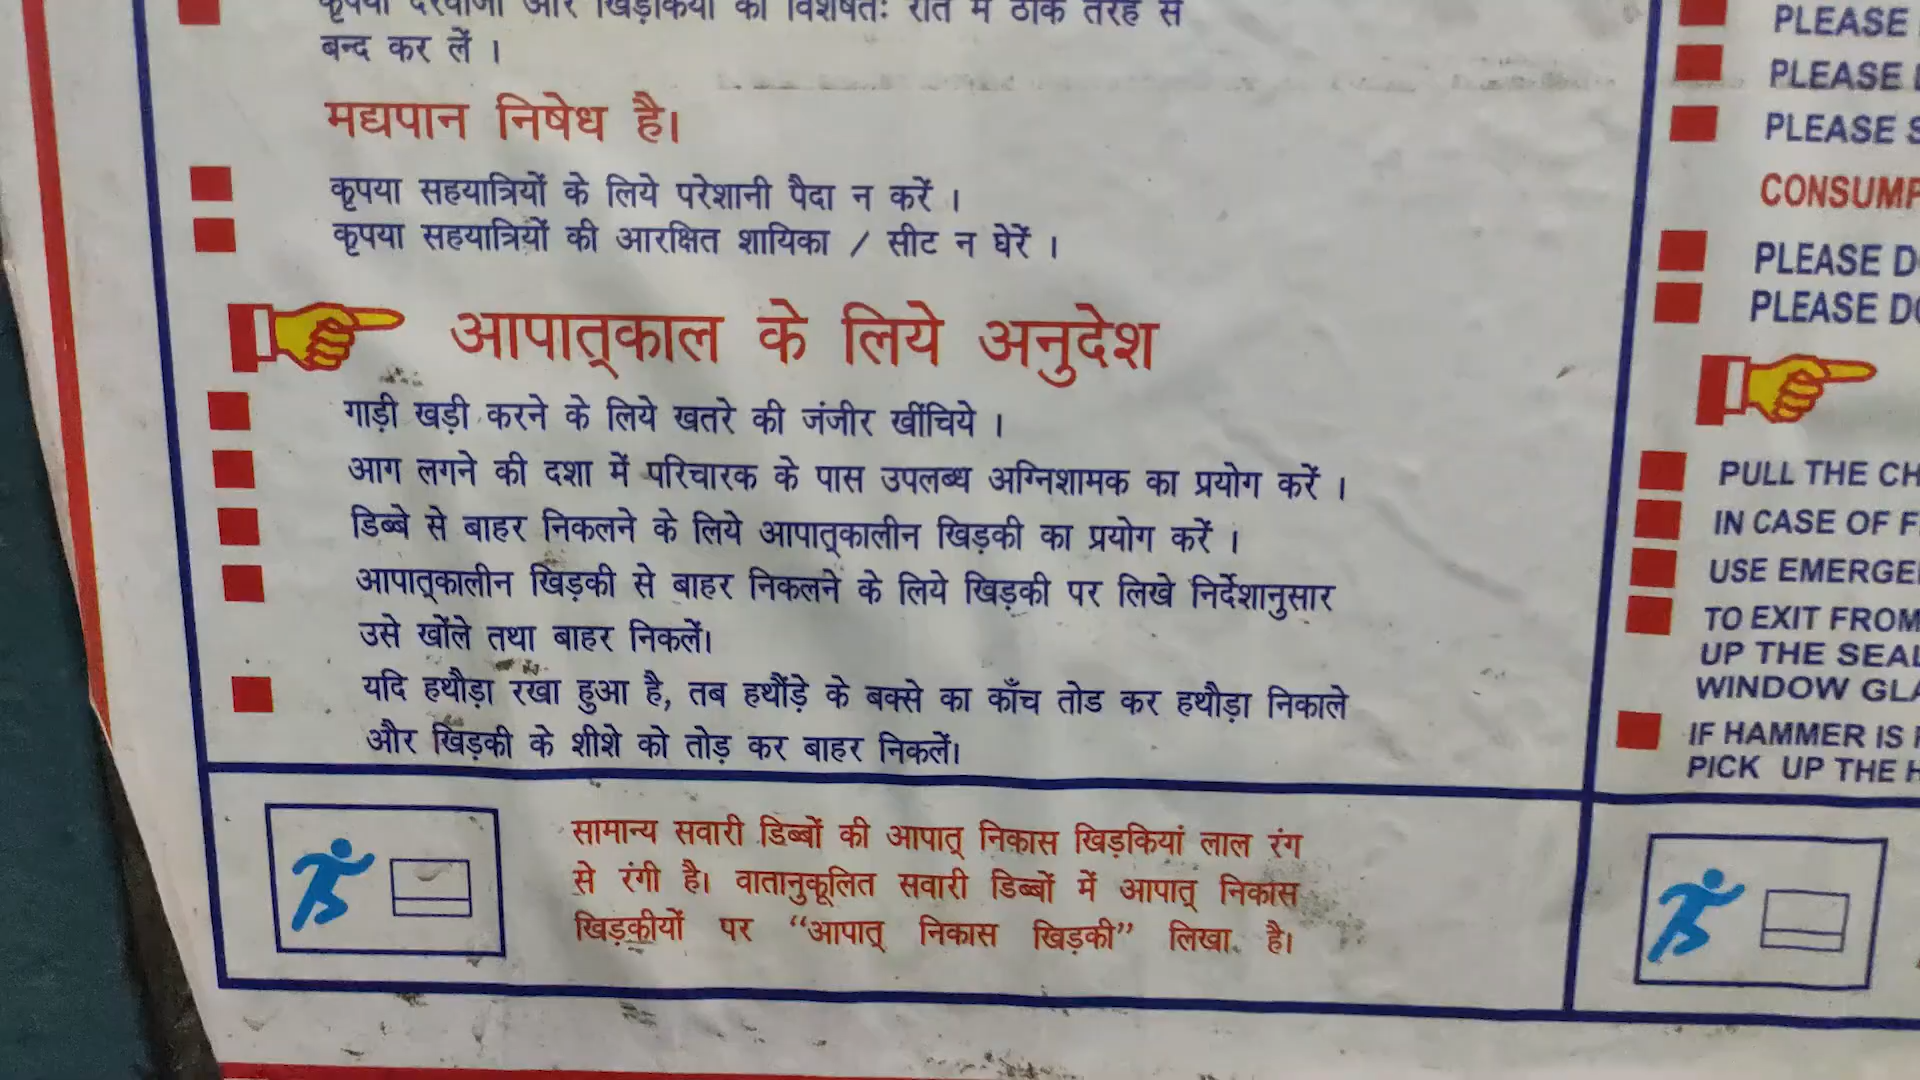 कृपया दरवाजों और खिड़कियों को विशेषतः रात में ठीक तरह से
बन्द कर लें ।
मद्यपान निषेध है।
कृपया सहयात्रियों के लिये परेशानी पैदा न करें ।
कृपया सहयात्रियों की आरक्षित शायिका / सीट न घेरें ।
आपात्काल के लिये अनुदेश
गाड़ी खड़ी करने के लिये खतरे की जंजीर खींचिये ।
आग लगने की दशा में परिचारक के पास उपलब्ध अग्निशामक का प्रयोग करें ।
डिब्बे से बाहर निकलने के लिये आपात्कालीन खिड़की का प्रयोग करें ।
आपात्कालीन खिड़की से बाहर निकलने के लिये खिड़की पर लिखे निर्देशानुसार
उसे खोंले तथा बाहर निकलें।
यदि हथौड़ा रखा हुआ है, तब हथौंड़े के बक्से का काँच तोड कर हथौड़ा निकाले
और खिड़की के शीशे को तोड़ कर बाहर निकलें।
सामान्य सवारी डिब्बों की आपात् निकास खिड़कियां लाल रंग
से रंगी है। वातानुकूलित सवारी डिब्बों में आपात् निकास
खिड़कीयों पर “आपात् निकास खिड़की” लिखा है।
PLEASE
PLEASE
PLEASE S
CONSUMP
PLEASE D
PLEASE DO
PULL THE CH
IN CASE OF F
USE EMERGE
TO EXIT FROM
UP THE SEAL
WINDOW GLA
IF HAMMER IS
PICK UP THE H